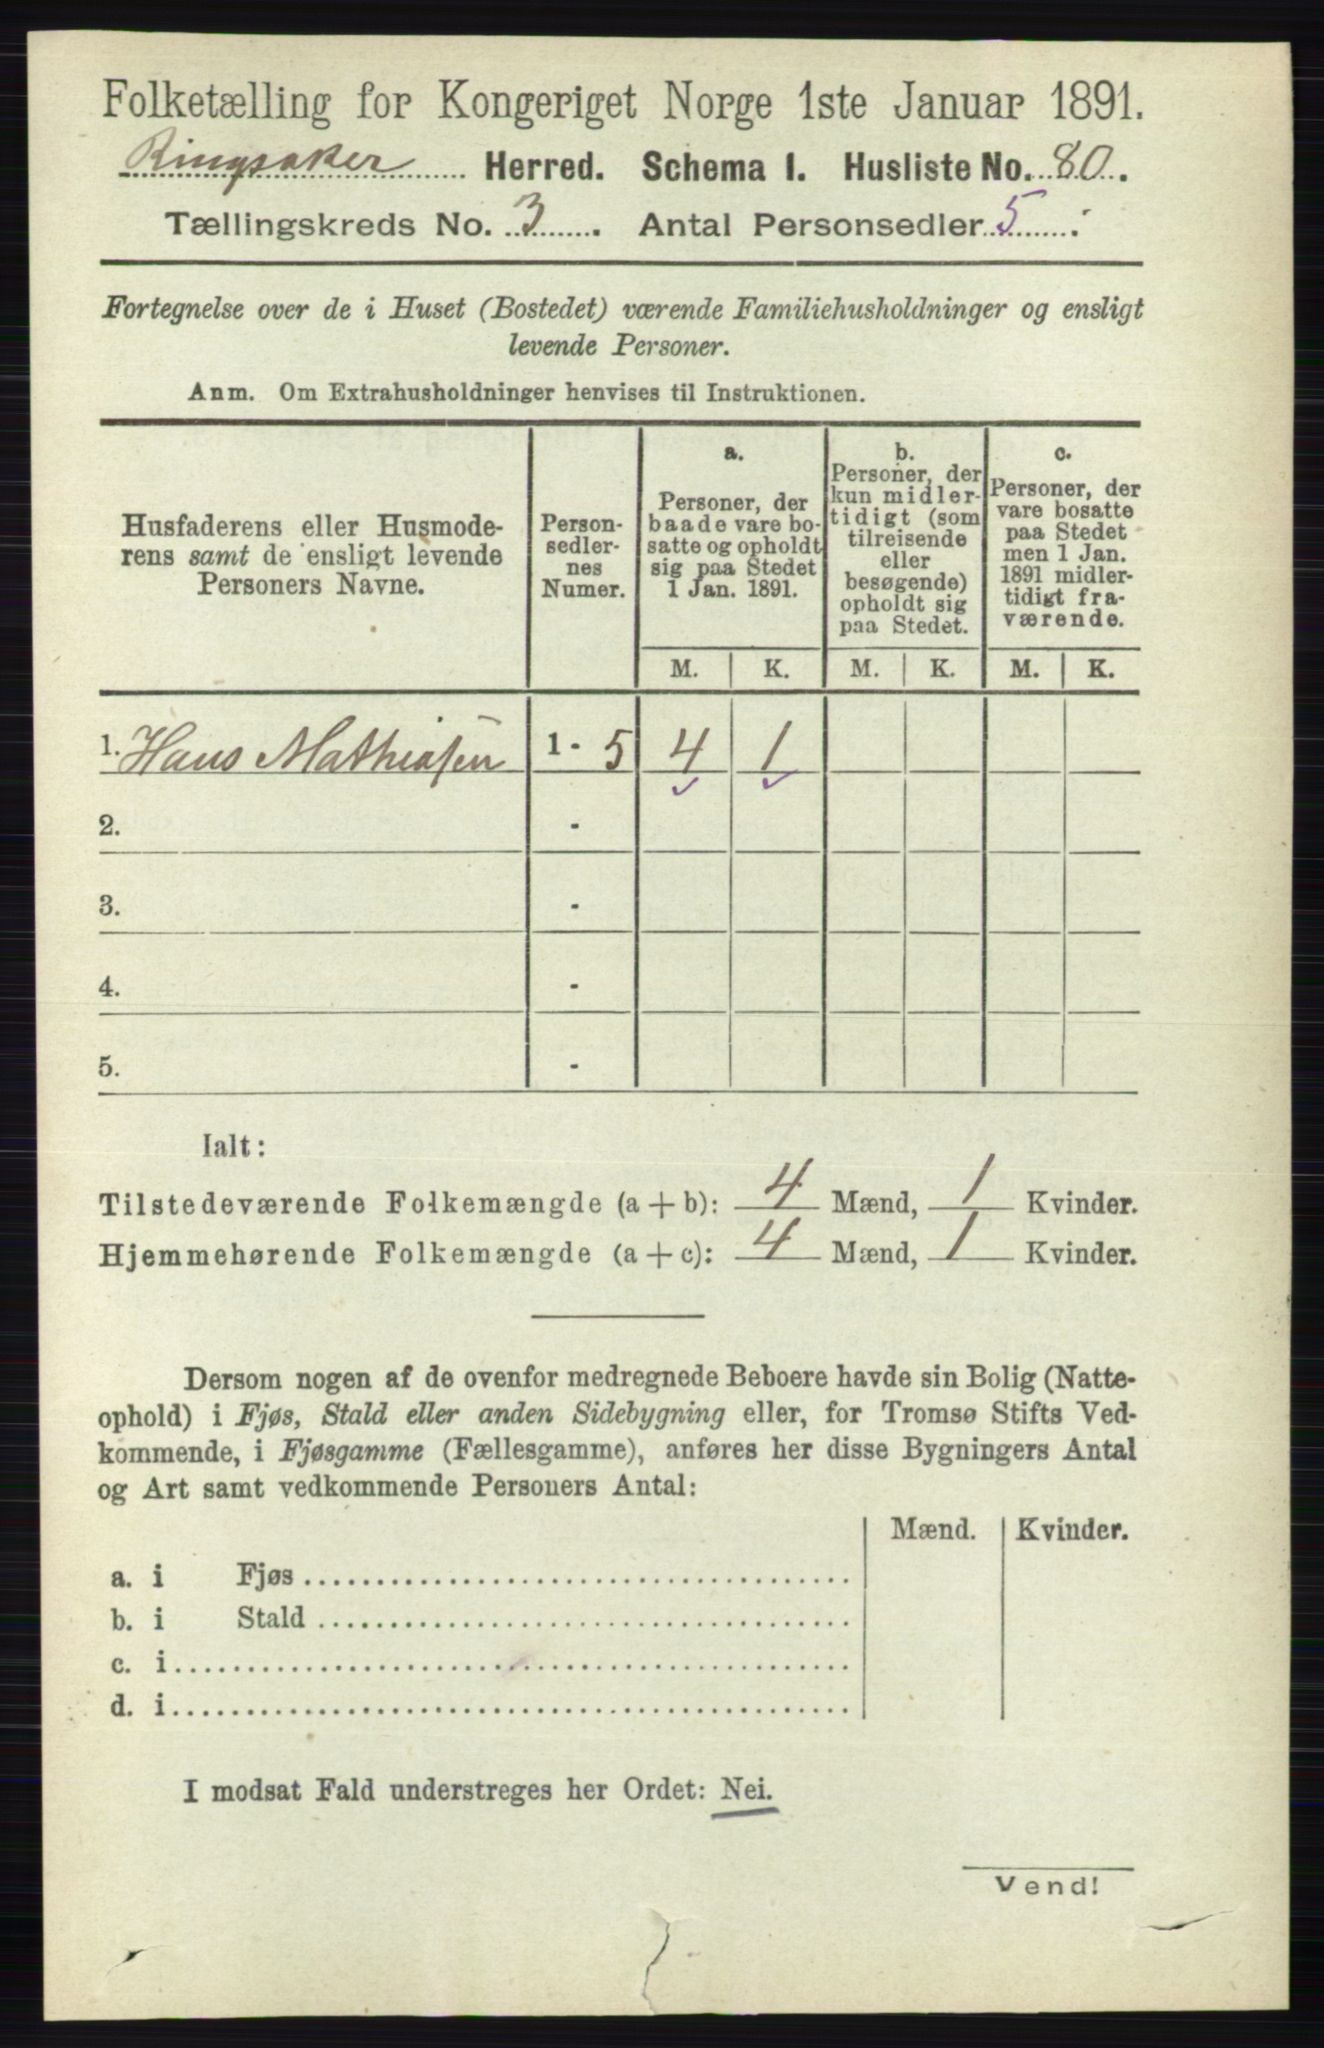 Folketælling for Kongeriget Norge 1ste Januar 1891.
Ringsaker Herred. Schema 1. Husliste No. 80.
Tællingskreds No. 3. Antal Personsedler 5.
Fortegnelse over de i Huset (Bostedet) værende Familiehusholdninger og ensligt
levende Personer.
Anm. Om Extrahusholdninger henvises til Instruktionen.
Husfaderens eller Husmode-
rens samt de ensligt levende
Personers Navne.
Person-
sedler-
nes
Numer.
a.
Personer, der
baade vare bo-
satte og opholdt
sig paa Stedet
1 Jan. 1891.
b.
Personer, der
kun midler-
tidigt (som
tilreisende
eller
besøgende)
opholdt sig
paa Stedet.
c.
Personer, der
vare bosatte
paa Stedet
men 1 Jan.
1891 midler-
tidigt fra-
værende.
M. K. M. K. M. K.
1. Hans Mathiasen 1 - 5 4 1
2. -
3. -
4. -
5. -
Ialt:
Tilstedeværende Folkemængde (a + b): 4 Mænd, 1 Kvinder.
Hjemmehørende Folkemængde (a + c): 4 Mænd, 1 Kvinder.
Dersom nogen af de ovenfor medregnede Beboere havde sin Bolig (Natte-
ophold) i Fjøs, Stald eller anden Sidebygning eller, for Tromsø Stifts Ved-
kommende, i Fjøsgamme (Fællesgamme), anføres her disse Bygningers Antal
og Art samt vedkommende Personers Antal:
Mænd. Kvinder.
a. i Fjøs
b. i Stald
c. i
d. i
I modsat Fald understreges her Ordet: Nei.
Vend!